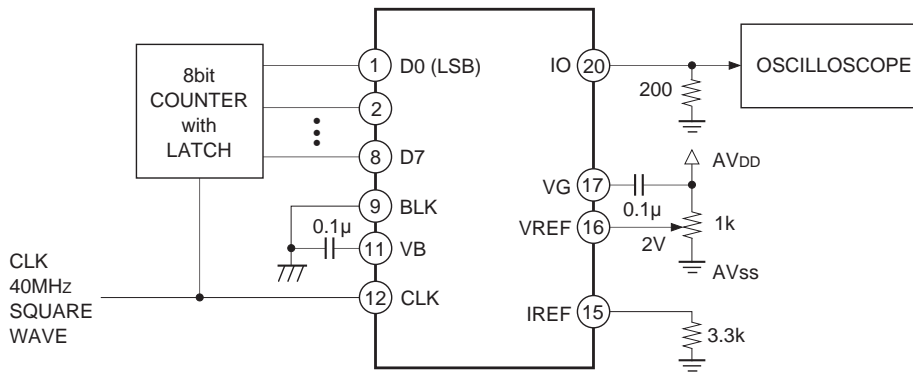 8bit
COUNTER
with
LATCH
1
D0 (LSB)
2
8
D7
9
BLK
0.1µ
11
VB
12
CLK
CLK
40MHz
SQUARE
WAVE
IO
20
200
OSCILLOSCOPE
AVDD
VG
17
0.1µ
VREF
16
2V
1k
AVss
IREF
15
3.3k